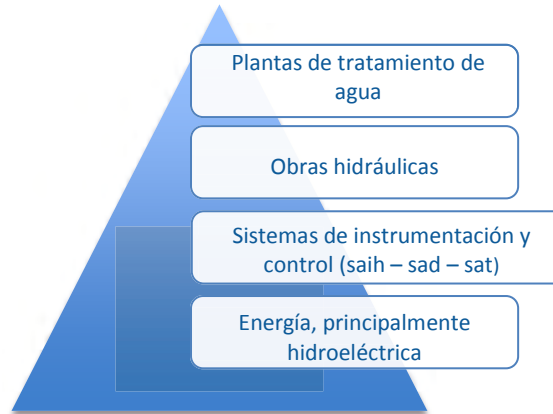 Plantas de tratamiento de
agua
Obras hidráulicas
Sistemas de instrumentación y
control (saih – sad – sat)
Energía, principalmente
hidroeléctrica